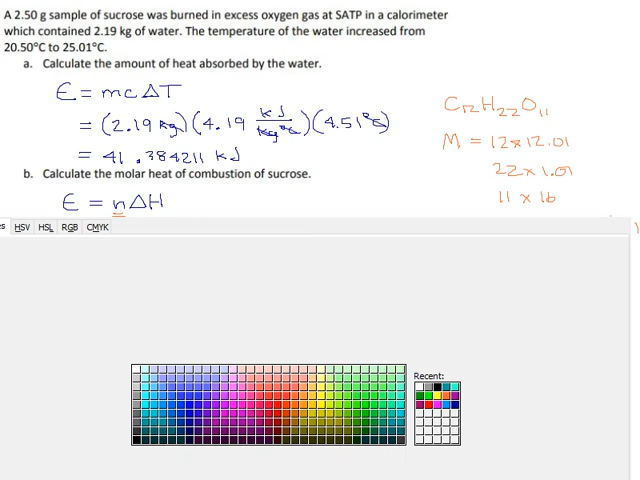 A 2.50 g sample of sucrose was burned in excess oxygen gas at SATP in a calorimeter
which contained 2.19 kg of water. The temperature of the water increased from
20.50°C to 25.01°C.
a. Calculate the amount of heat absorbed by the water.
E = mcΔT
= (2.19 kg)(4.19 kJ/kg°C)(4.51°C)
= 41.384211 kJ
b. Calculate the molar heat of combustion of sucrose.
E = nΔH
C12H22O11
M = 12 x 12.01
22 x 1.01
11 x 16
HSV HSL RGB CMYK
Recent: